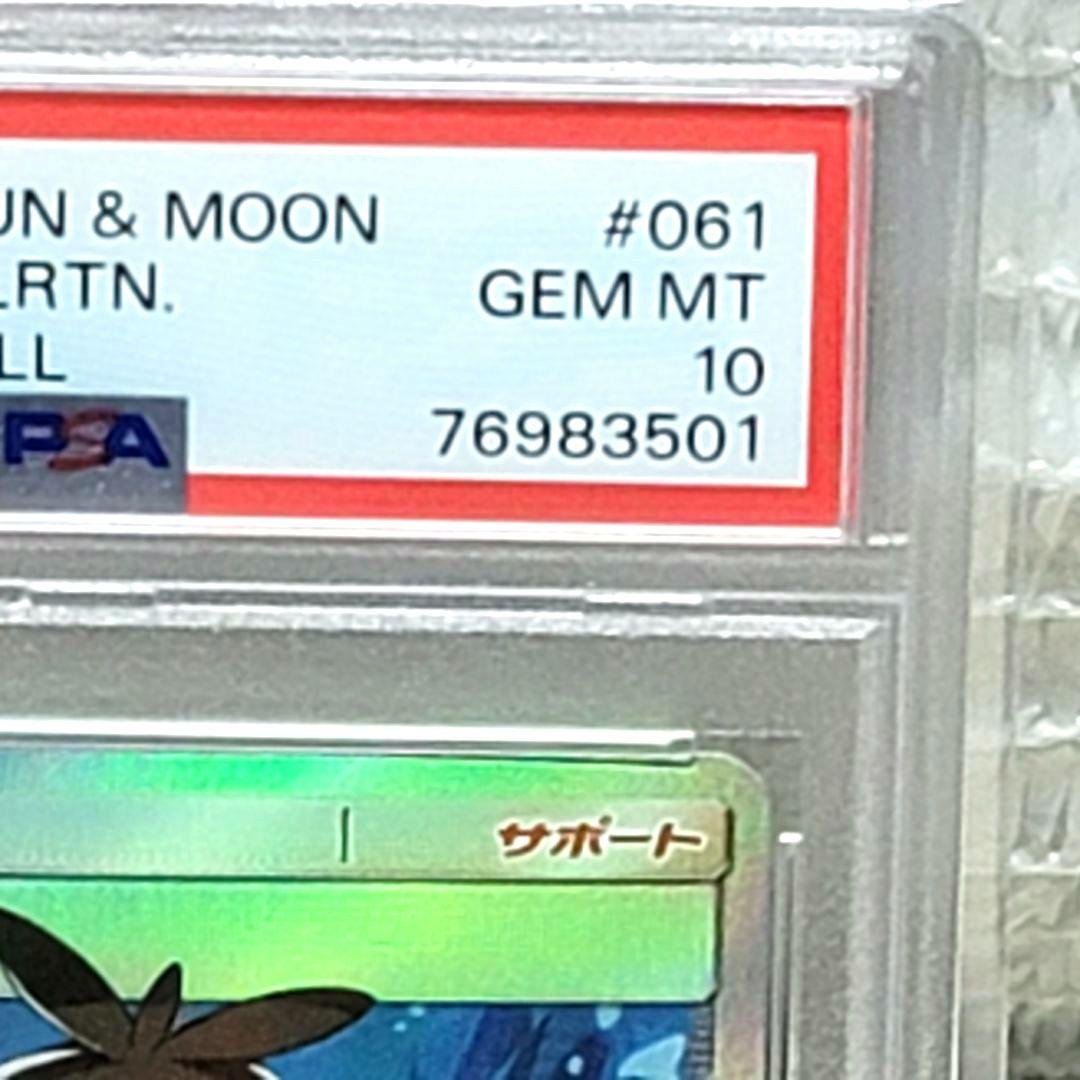 UN & MOON #061
LRTN. GEM MT
LL 10
PSA 76983501
サポート